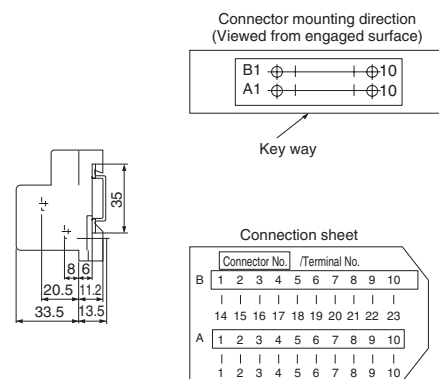 Connector mounting direction
(Viewed from engaged surface)
B1 10
A1 10
Key way
35
8 6
20.5 11.2
33.5 13.5
Connection sheet
Connector No. /Terminal No.
B 1 2 3 4 5 6 7 8 9 10
14 15 16 17 18 19 20 21 22 23
A 1 2 3 4 5 6 7 8 9 10
1 2 3 4 5 6 7 8 9 10